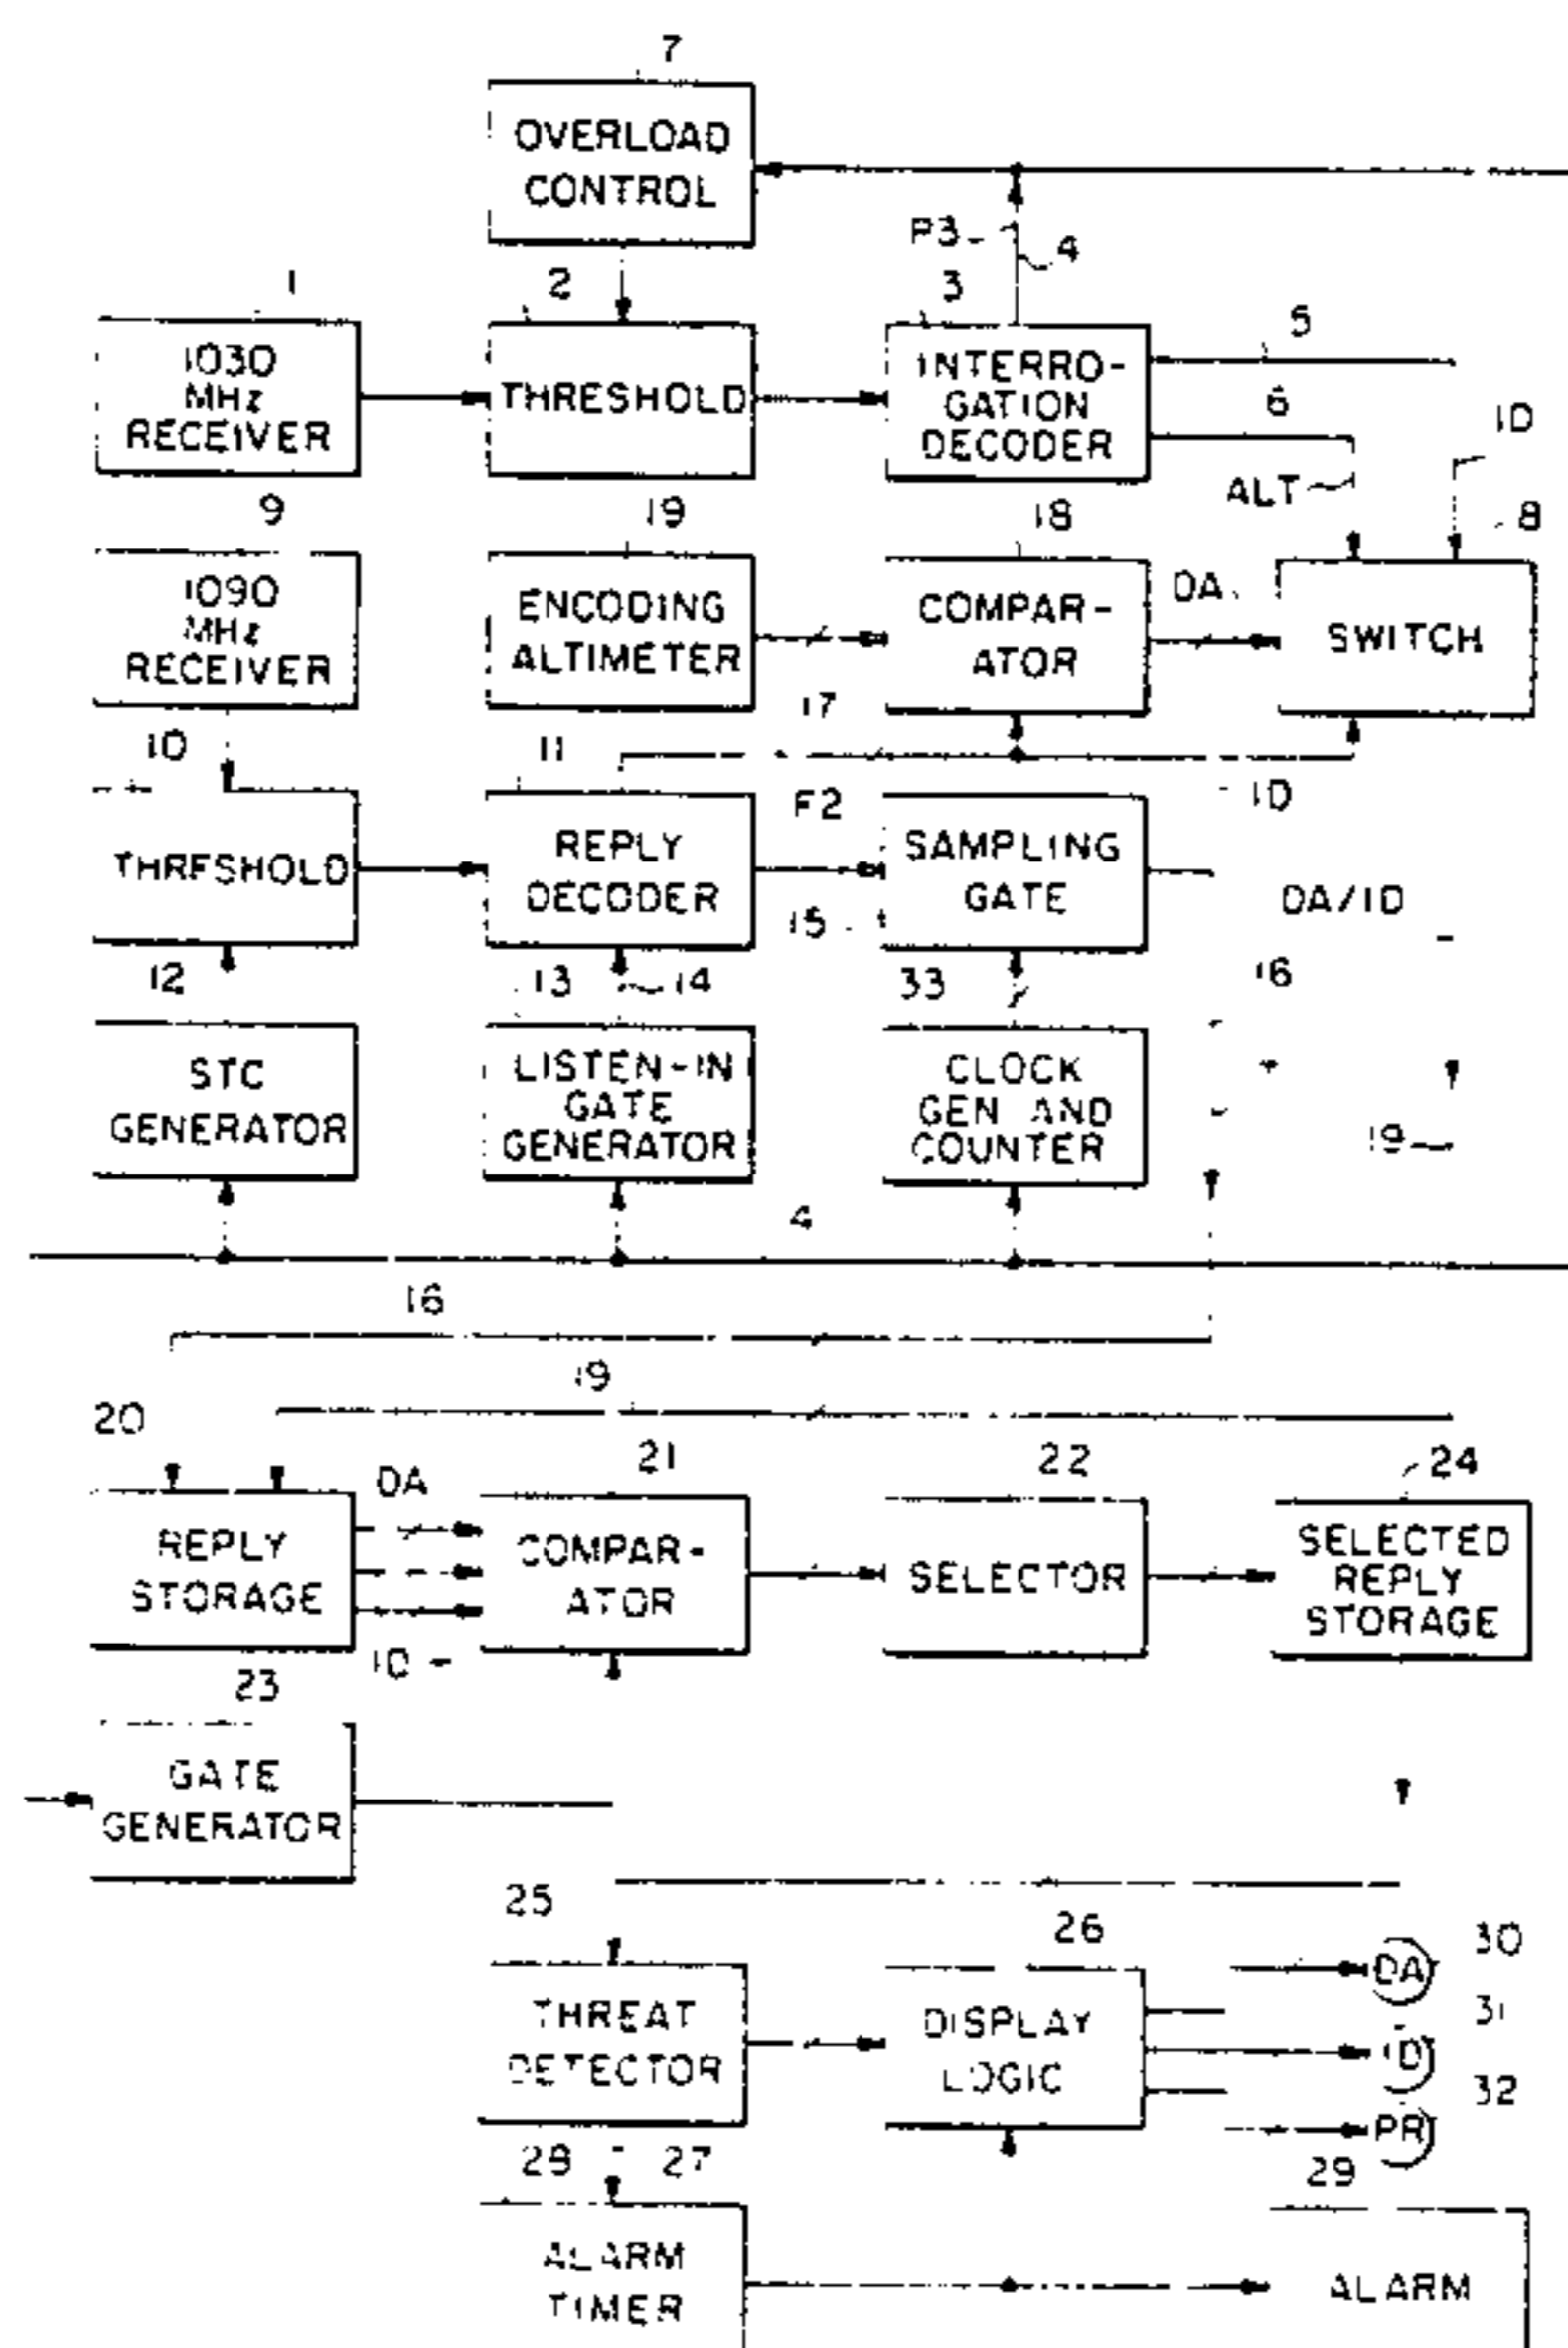 7
OVERLOAD
CONTROL
P3
4
1
2
3
5
1030
MHz
RECEIVER
THRESHOLD
INTERRO-
GATION
DECODER
6
ID
ALT
9
19
18
8
1090
MHz
RECEIVER
ENCODING
ALTIMETER
COMPAR-
ATOR
DA
SWITCH
17
10
11
F2
ID
THRESHOLD
REPLY
DECODER
SAMPLING
GATE
15
DA/ID
12
13
14
33
16
STC
GENERATOR
LISTEN-IN
GATE
GENERATOR
CLOCK
GEN AND
COUNTER
19
4
16
19
20
DA
21
22
24
REPLY
STORAGE
COMPAR-
ATOR
SELECTOR
SELECTED
REPLY
STORAGE
ID
23
GATE
GENERATOR
25
26
30
DA
THREAT
DETECTOR
DISPLAY
LOGIC
31
ID
32
PR
28
27
29
ALARM
TIMER
ALARM